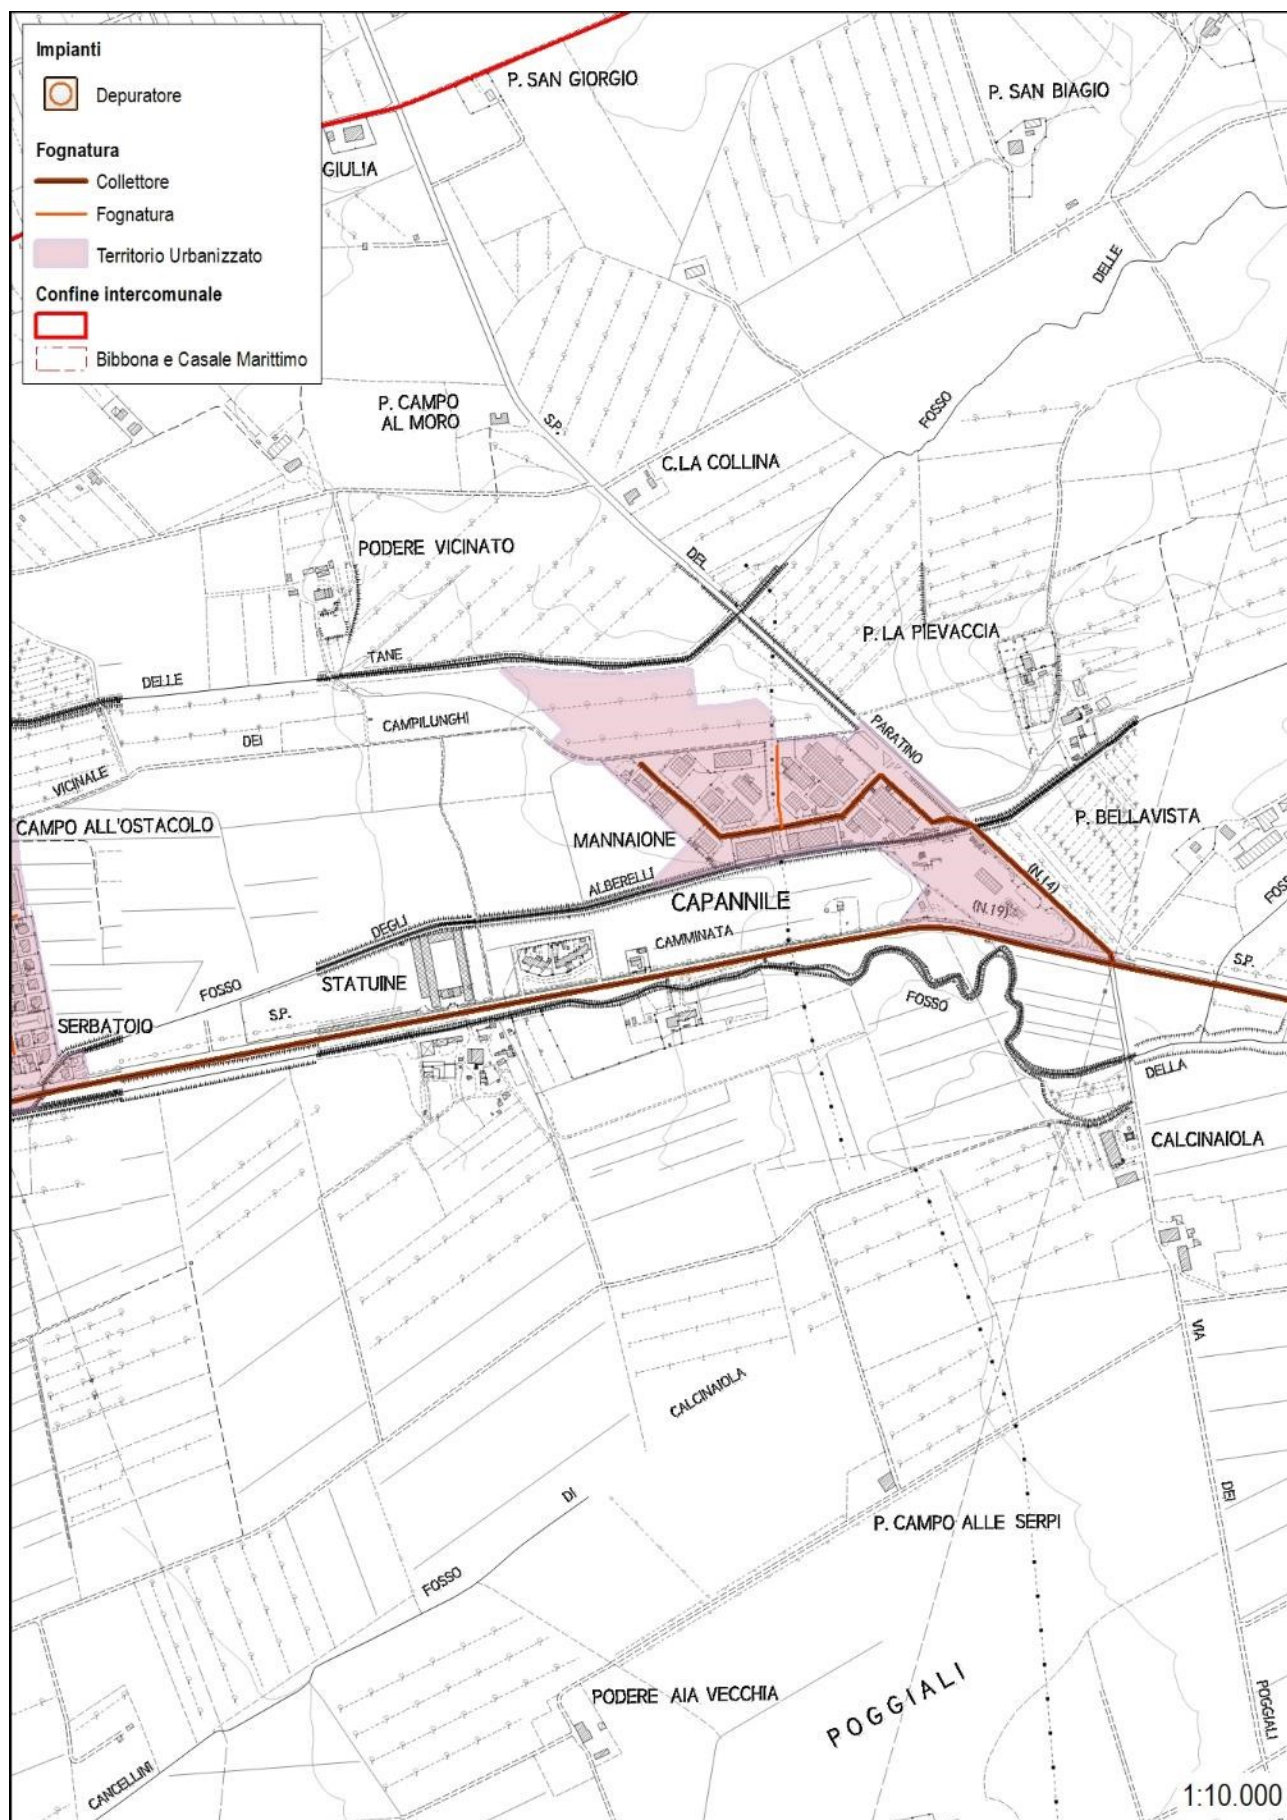 Impianti
Depuratore
Fognatura
Collettore
Fognatura
Territorio Urbanizzato
Confine intercomunale
Bibbona e Casale Marittimo
P. SAN GIORGIO
P. SAN BIAGIO
GIULIA
DELLE
P. CAMPO
AL MORO
S.P.
FOSSO
C.LA COLLINA
PODERE VICINATO
DEL
P. LA PIEVACCIA
TANE
DELLE
CAMPILUNGHI
PARATINO
DEI
VICINALE
CAMPO ALL'OSTACOLO
MANNAIONE
P. BELLAVISTA
ALBERELLI
(N.14)
CAPANNILE
(N.19)
DEGLI
CAMMINATA
FOSS
S.P.
STATUINE
FOSSO
FOSSO
S.P.
SERBATOIO
DELLA
CALCINAIOLA
VIA
CALCINAIOLA
DEI
DI
P. CAMPO ALLE SERPI
FOSSO
PODERE AIA VECCHIA
POGGIALI
POGGIALI
CANCELLINI
1:10.000